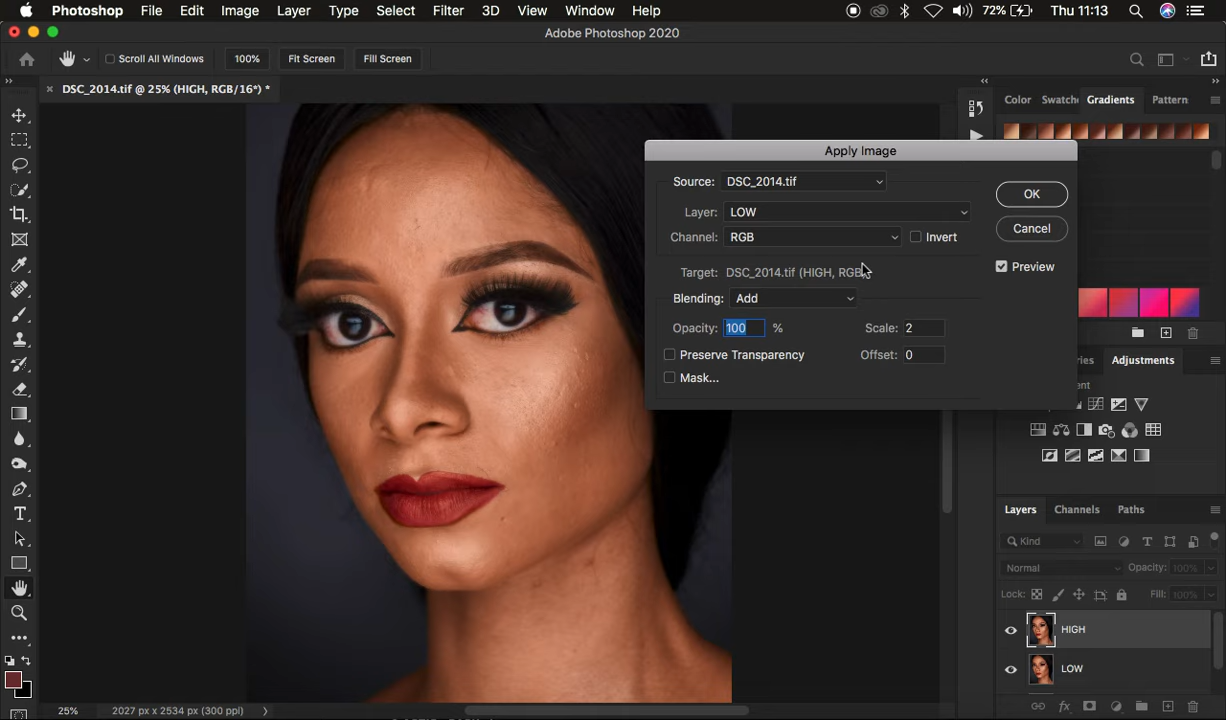 Photoshop File Edit Image Layer Type Select Filter 3D View Window Help 72% Thu 11:13
Adobe Photoshop 2020
Scroll All Windows 100% Fit Screen Fill Screen
DSC_2014.tif @ 25% (HIGH, RGB/16*) *
Color Swatche Gradients Pattern
Apply Image
Source: DSC_2014.tif
OK
Layer: LOW
Cancel
Channel: RGB Invert
Preview
Target: DSC_2014.tif (HIGH, RGB
Blending: Add
Opacity: 100 % Scale: 2
Preserve Transparency Offset: 0
Mask...
ries Adjustments
ent
Layers Channels Paths
Kind
Normal Opacity: 100%
Lock: Fill: 100%
HIGH
LOW
25% 2027 px x 2534 px (300 ppi)